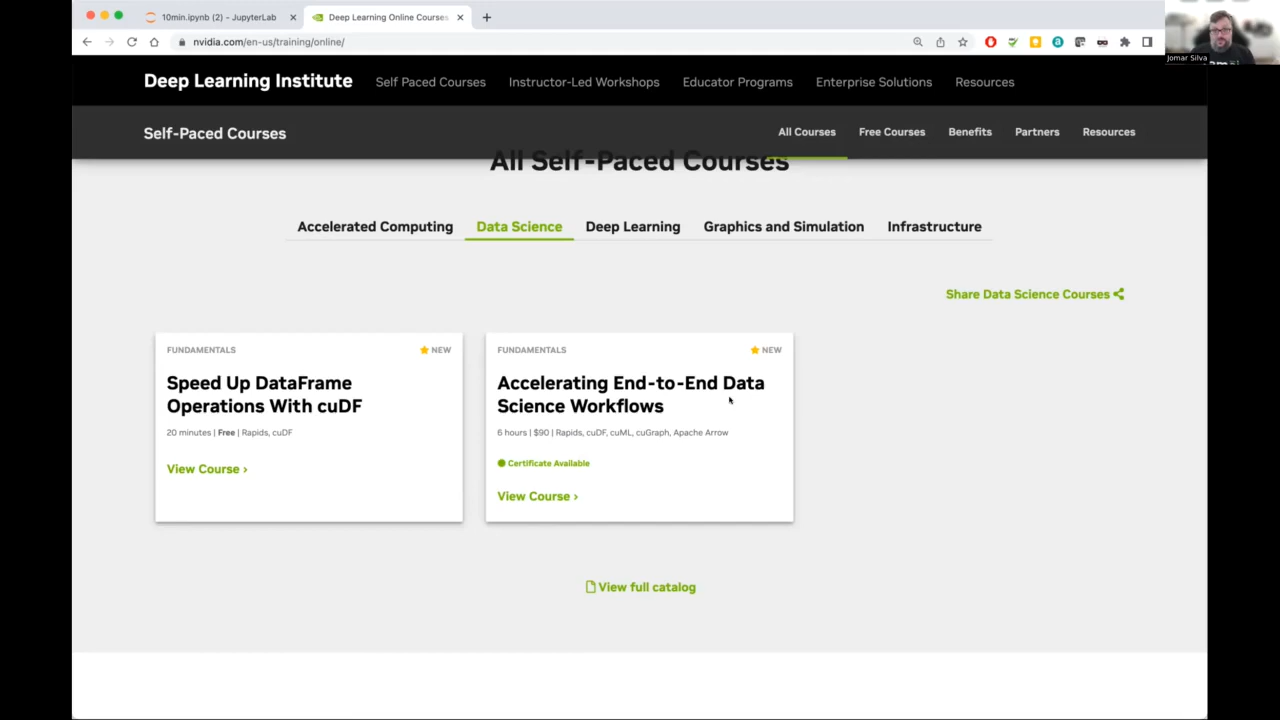 10min.ipynb (2) - JupyterLab
Deep Learning Online Courses
nvidia.com/en-us/training/online/
Jomar Silva
Deep Learning Institute
Self Paced Courses
Instructor-Led Workshops
Educator Programs
Enterprise Solutions
Resources
Self-Paced Courses
All Courses
Free Courses
Benefits
Partners
Resources
All Self-Paced Courses
Accelerated Computing
Data Science
Deep Learning
Graphics and Simulation
Infrastructure
Share Data Science Courses
FUNDAMENTALS
NEW
Speed Up DataFrame
Operations With cuDF
20 minutes | Free | Rapids, cuDF
View Course ›
FUNDAMENTALS
NEW
Accelerating End-to-End Data
Science Workflows
6 hours | $90 | Rapids, cuDF, cuML, cuGraph, Apache Arrow
Certificate Available
View Course ›
View full catalog